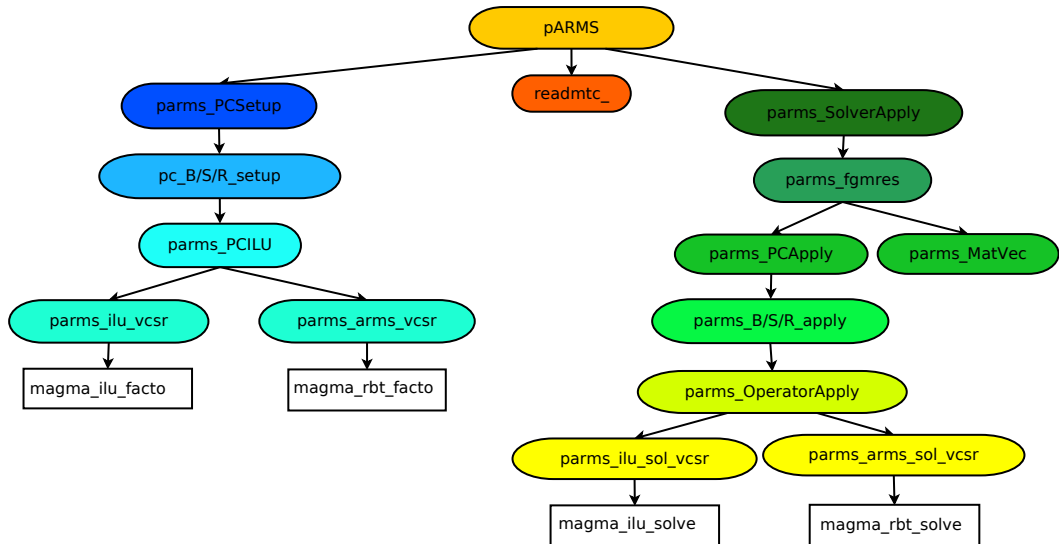 pARMS
parms_PCSetup
readmtc_
parms_SolverApply
pc_B/S/R_setup
parms_fgmres
parms_PCILU
parms_PCApply
parms_MatVec
parms_ilu_vcsr
parms_arms_vcsr
parms_B/S/R_apply
magma_ilu_facto
magma_rbt_facto
parms_OperatorApply
parms_ilu_sol_vcsr
parms_arms_sol_vcsr
magma_ilu_solve
magma_rbt_solve